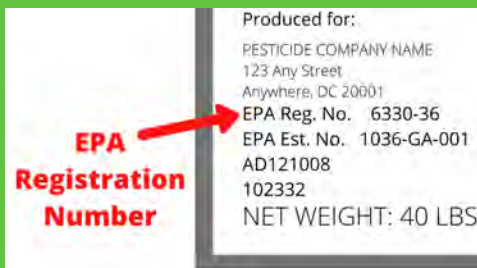 Produced for:
PESTICIDE COMPANY NAME
123 Any Street
Anywhere, DC 20001
EPA Reg. No. 6330-36
EPA Est. No. 1036-GA-001
AD121008
102332
NET WEIGHT: 40 LBS
EPA
Registration
Number